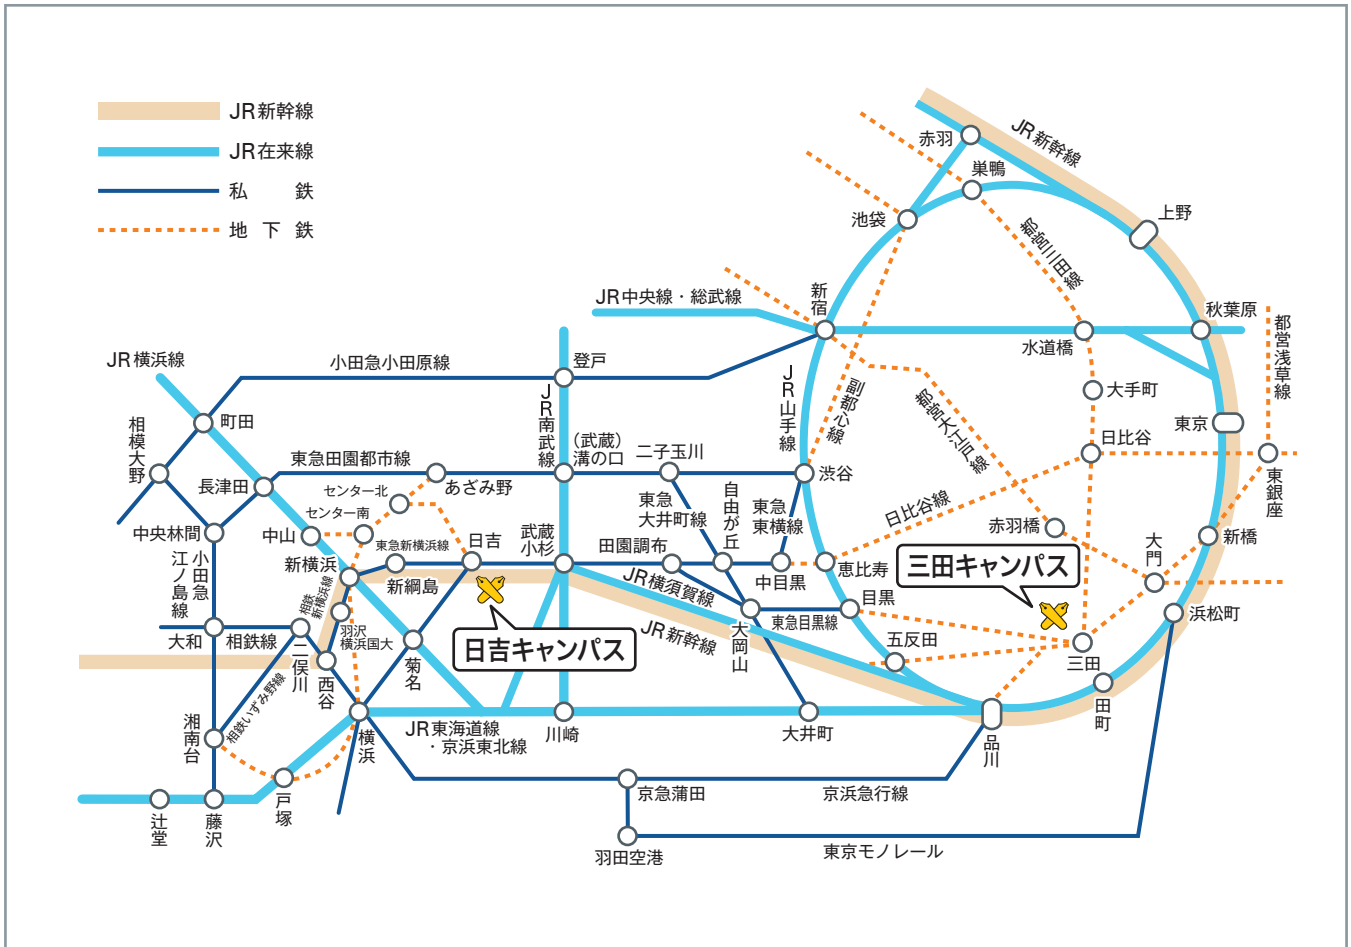 JR新幹線
JR在来線
私　鉄
地下鉄
赤羽
JR新幹線
巣鴨
池袋
上野
都営三田線
新宿
JR中央線・総武線
秋葉原
水道橋
都営浅草線
JR横浜線
小田急小田原線
登戸
JR南武線
JR山手線
副都心線
都営大江戸線
大手町
町田
相模大野
東急田園都市線
（武蔵）
溝の口
二子玉川
渋谷
東京
日比谷
東銀座
長津田
センター北
あざみ野
センター南
東急
大井町線
自由が丘
東急
東横線
日比谷線
赤羽橋
中央林間
中山
東急新横浜線
日吉
武蔵
小杉
田園調布
中目黒
恵比寿
大門
新橋
小田急
江ノ島線
新横浜
新綱島
JR横須賀線
三田キャンパス
相鉄
新横浜線
羽沢
横浜国大
目黒
浜松町
大和
相鉄線
二俣川
日吉キャンパス
JR新幹線
大岡山
東急目黒線
五反田
三田
西谷
菊名
相鉄いずみ野線
田町
湘南台
横浜
JR東海道線
・京浜東北線
川崎
大井町
品川
戸塚
京急蒲田
京浜急行線
辻堂
藤沢
羽田空港
東京モノレール